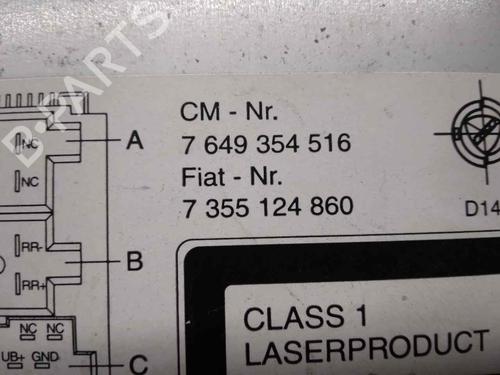 CM - Nr.
7 649 354 516
Fiat - Nr.
7 355 124 860
D14
A
NC
NC
B
RR-
RR+
NC NC
UB+ GND
C
CLASS 1
LASERPRODUCT
B-PARTS